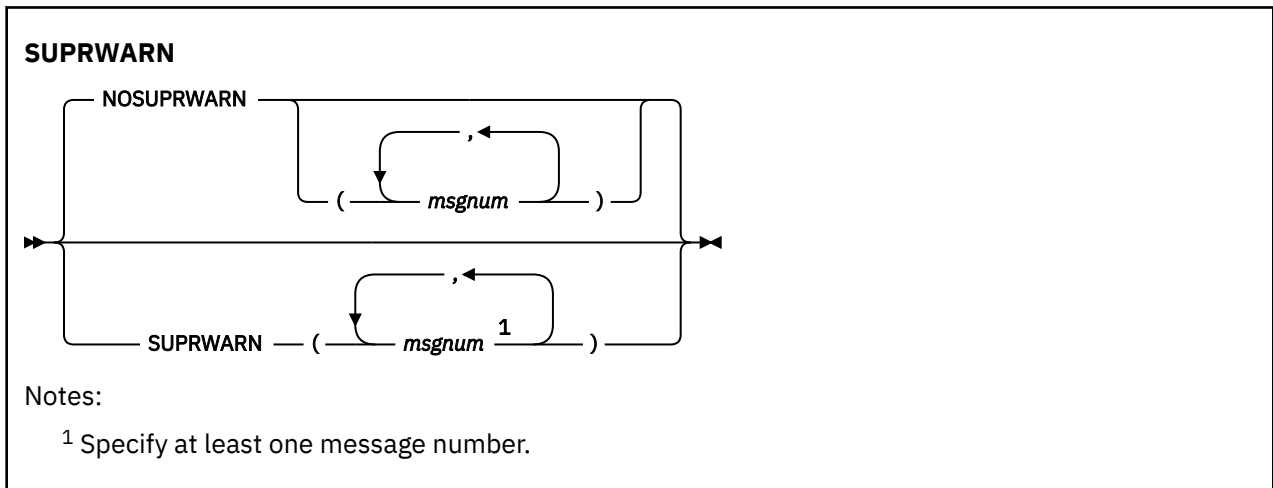 SUPRWARN
NOSUPRWARN
,
( msgnum )
,
SUPRWARN ( msgnum 1 )
Notes:
1 Specify at least one message number.